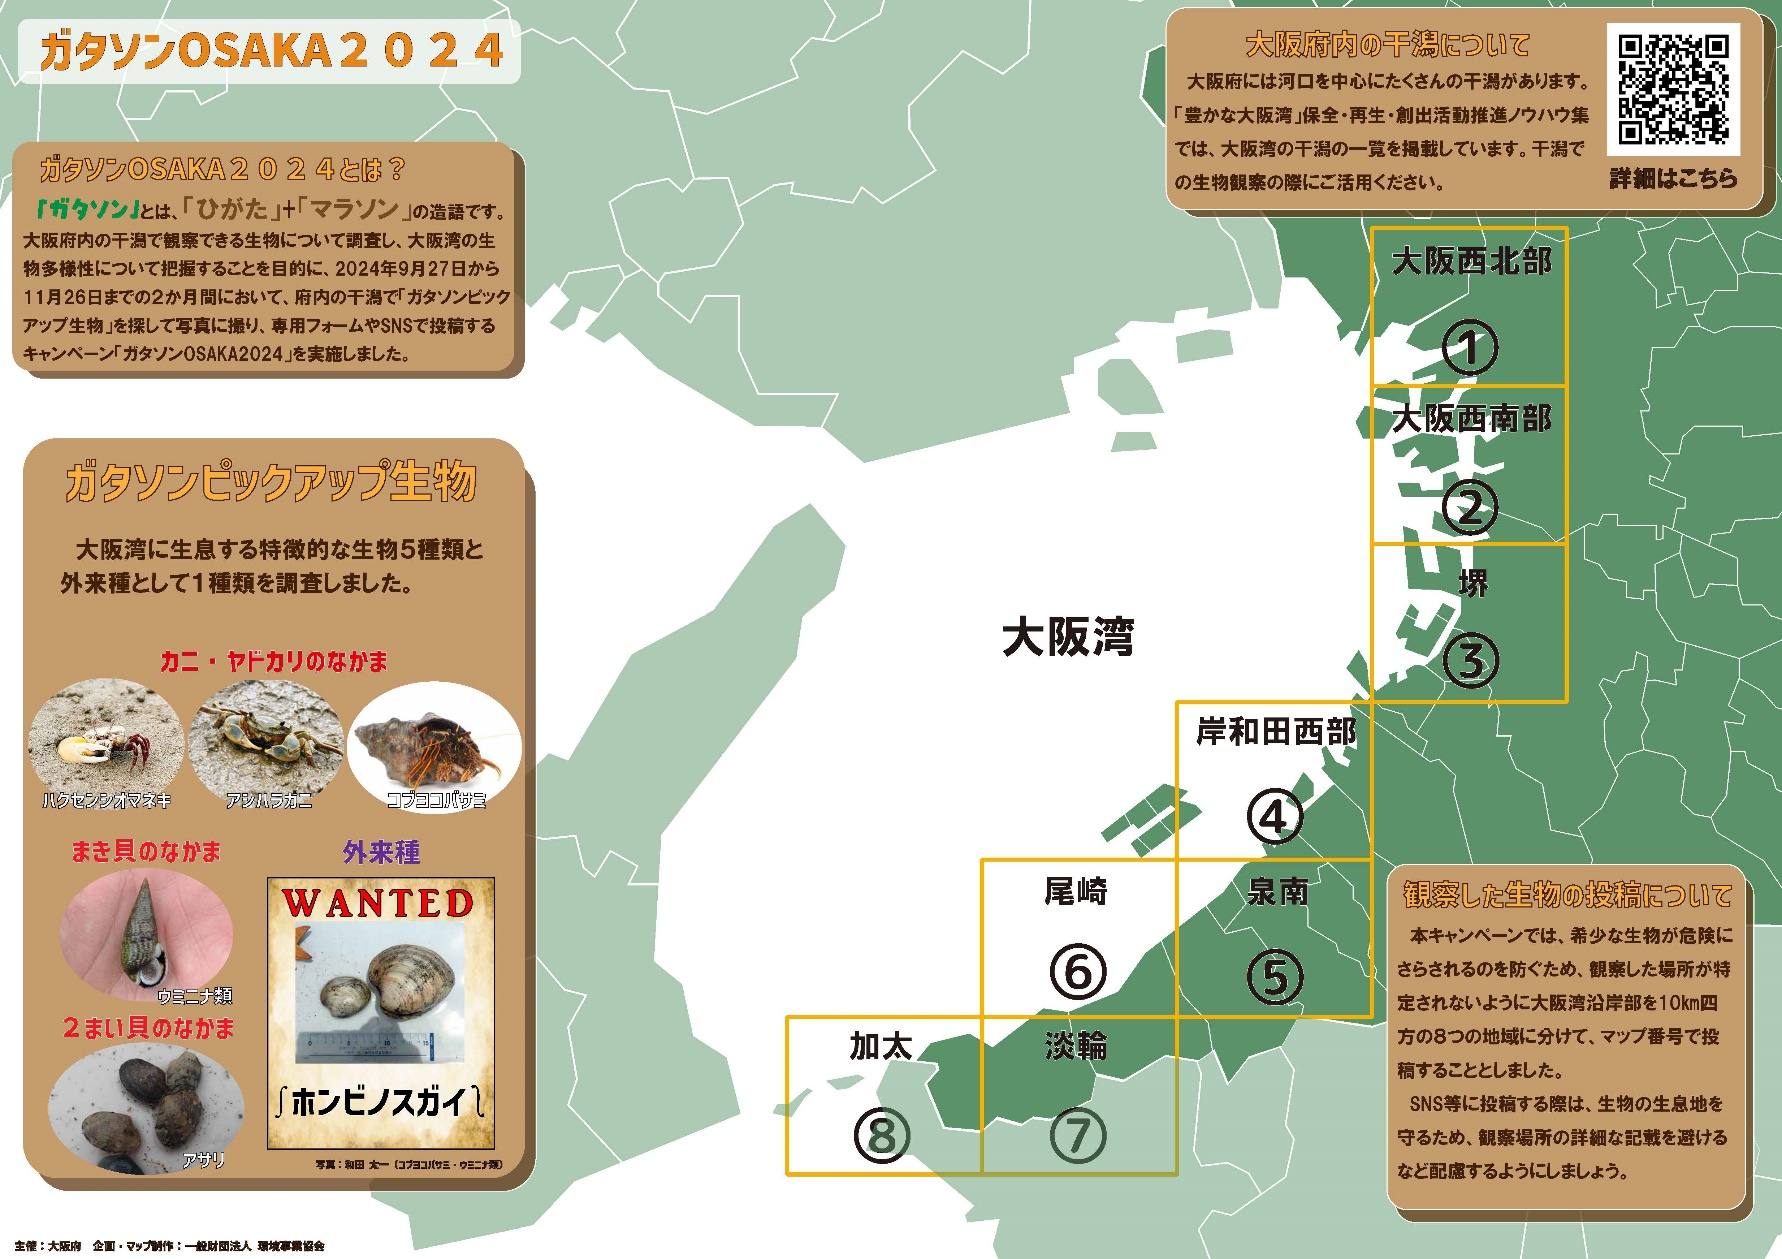 ガタソンOSAKA２０２４
ガタソンOSAKA２０２４とは？
「ガタソン」とは、「ひがた」+「マラソン」の造語です。
大阪府内の干潟で観察できる生物について調査し、大阪湾の生
物多様性について把握することを目的に、2024年9月27日から
11月26日までの2か月間において、府内の干潟で「ガタソンピック
アップ生物」を探して写真に撮り、専用フォームやSNSで投稿する
キャンペーン「ガタソンOSAKA2024」を実施しました。
ガタソンピックアップ生物
大阪湾に生息する特徴的な生物５種類と
外来種として１種類を調査しました。
カニ・ヤドカリのなかま
ハクセンシオマネキ
アシハラガニ
コブヨコバサミ
まき貝のなかま
ウミニナ類
２まい貝のなかま
アサリ
外来種
WANTED
ホンビノスガイ
写真：和田 太一（コブヨコバサミ・ウミニナ類）
主催：大阪府　企画・マップ制作：一般財団法人 環境事業協会
大阪府内の干潟について
大阪府には河口を中心にたくさんの干潟があります。
「豊かな大阪湾」保全・再生・創出活動推進ノウハウ集
では、大阪湾の干潟の一覧を掲載しています。干潟で
の生物観察の際にご活用ください。
詳細はこちら
大阪湾
大阪西北部
①
大阪西南部
②
堺
③
岸和田西部
④
泉南
⑤
尾崎
⑥
淡輪
⑦
加太
⑧
観察した生物の投稿について
本キャンペーンでは、希少な生物が危険に
さらされるのを防ぐため、観察した場所が特
定されないように大阪湾沿岸部を10km四
方の8つの地域に分けて、マップ番号で投
稿することとしました。
SNS等に投稿する際は、生物の生息地を
守るため、観察場所の詳細な記載を避ける
など配慮するようにしましょう。